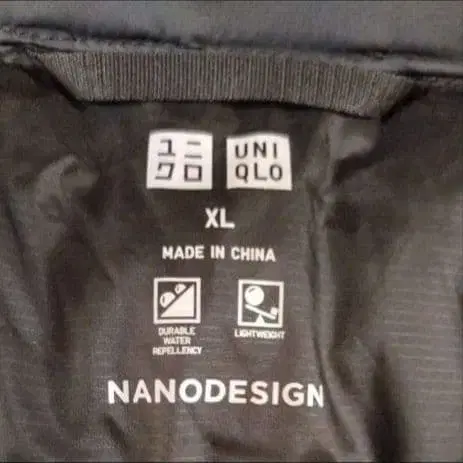 ユニ UNI
クロ QLO
XL
MADE IN CHINA
DURABLE
WATER
REPELLENCY
LIGHTWEIGHT
NANODESIGN